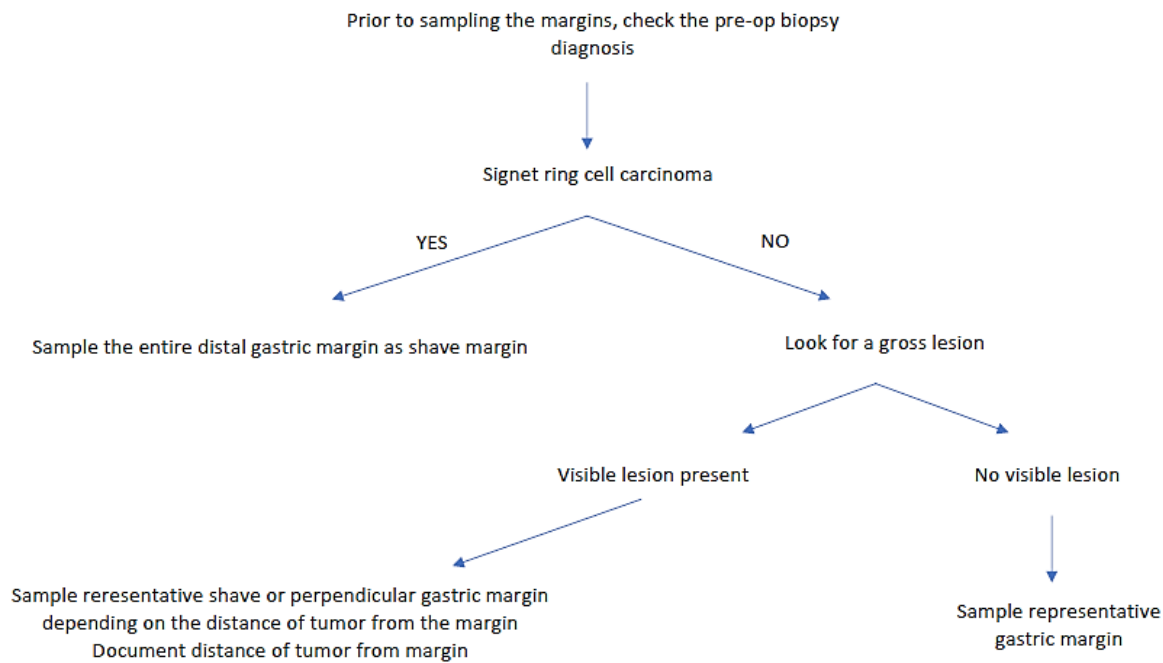 Prior to sampling the margins, check the pre-op biopsy
diagnosis
Signet ring cell carcinoma
YES
NO
Sample the entire distal gastric margin as shave margin
Look for a gross lesion
Visible lesion present
No visible lesion
Sample reresentative shave or perpendicular gastric margin
depending on the distance of tumor from the margin
Document distance of tumor from margin
Sample representative
gastric margin